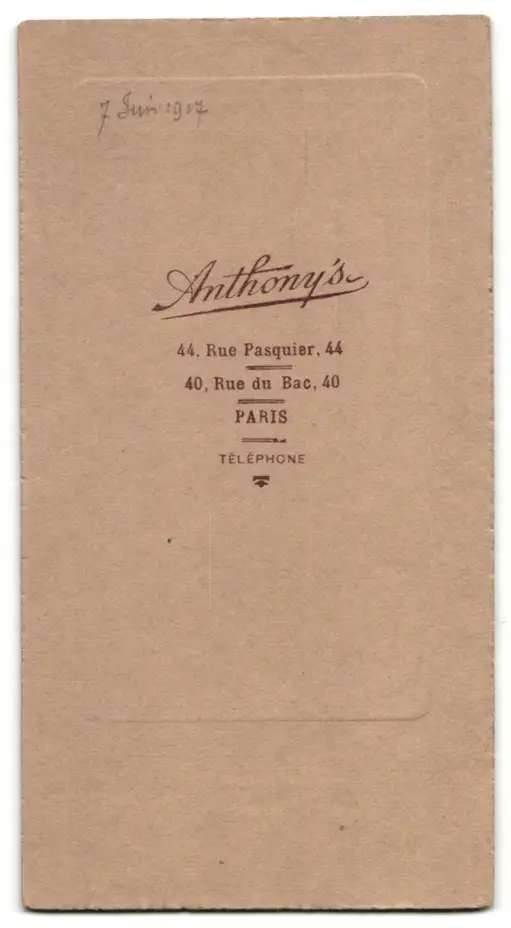 7 Juin 1917
Anthony's
44. Rue Pasquier, 44
40, Rue du Bac, 40
PARIS
TÉLÉPHONE